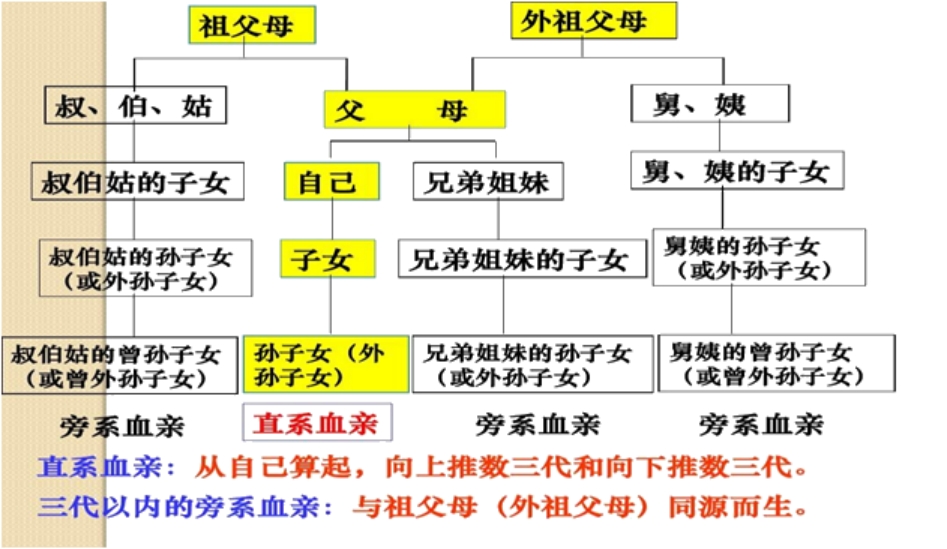 祖父母
外祖父母
叔、伯、姑
父 母
舅、姨
叔伯姑的子女
自己
兄弟姐妹
舅、姨的子女
叔伯姑的孙子女
（或外孙子女）
子女
兄弟姐妹的子女
舅姨的孙子女
（或外孙子女）
叔伯姑的曾孙子女
（或曾外孙子女）
孙子女（外
孙子女）
兄弟姐妹的孙子女
（或外孙子女）
舅姨的曾孙子女
（或曾外孙子女）
旁系血亲
直系血亲
旁系血亲
旁系血亲
直系血亲：从自己算起，向上推数三代和向下推数三代。
三代以内的旁系血亲：与祖父母（外祖父母）同源而生。